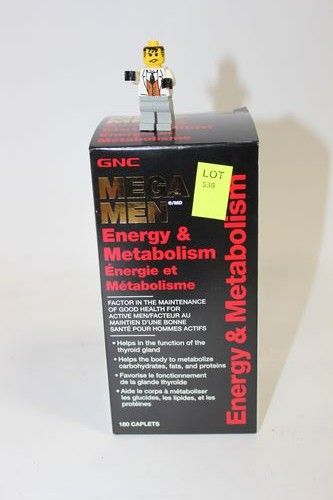 GNC
MEGA
MEN®/MD
Energy &
Metabolism
Énergie et
Métabolisme
FACTOR IN THE MAINTENANCE
OF GOOD HEALTH FOR
ACTIVE MEN/FACTEUR AU
MAINTIEN D'UNE BONNE
SANTÉ POUR HOMMES ACTIFS
• Helps in the function of the
thyroid gland
• Helps the body to metabolize
carbohydrates, fats, and proteins
• Favorise le fonctionnement
de la glande thyroïde
• Aide le corps à métaboliser
les glucides, les lipides, et les
protéines
180 CAPLETS
LOT
539
Energy & Metabolism